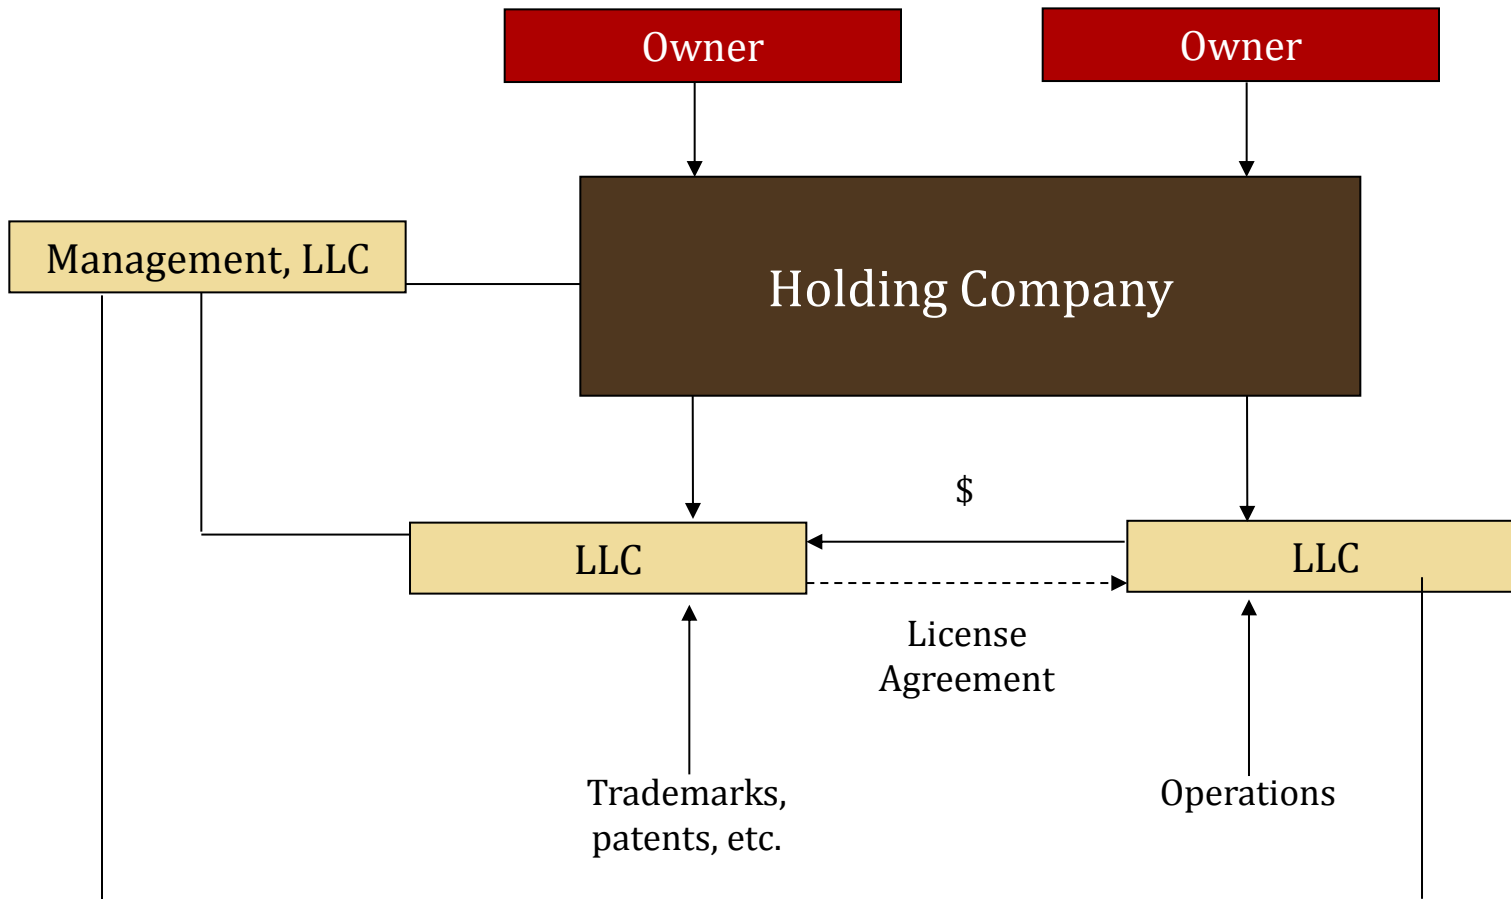 Owner
Owner
Management, LLC
Holding Company
$
LLC
LLC
License
Agreement
Trademarks,
patents, etc.
Operations